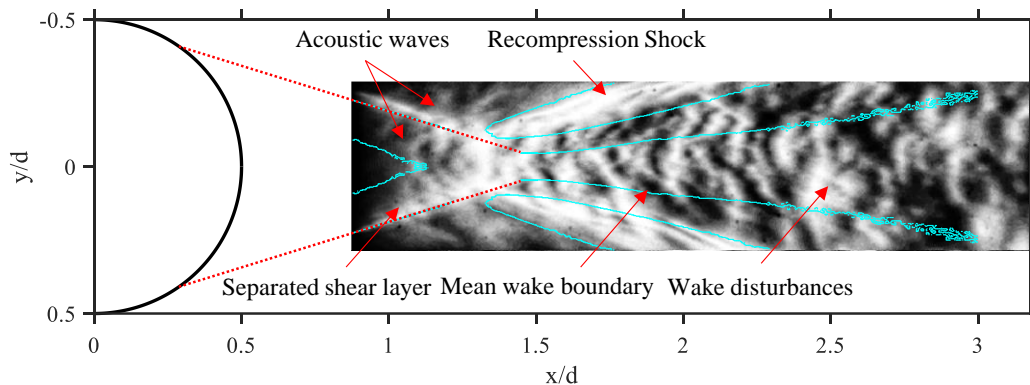 -0.5
Acoustic waves
Recompression Shock
0
y/d
Separated shear layer
Mean wake boundary
Wake disturbances
0.5
0
0.5
1
1.5
2
2.5
3
x/d